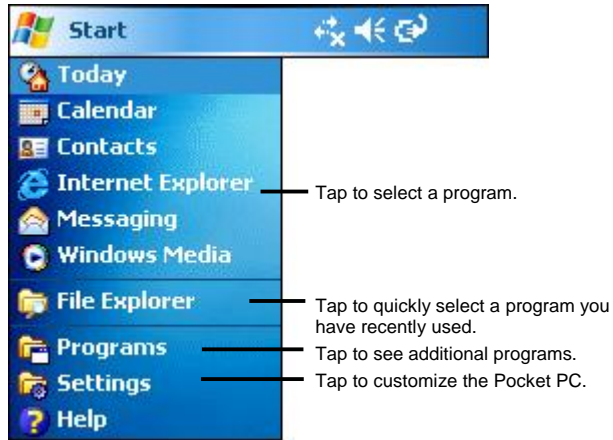 Start
Today
Calendar
Contacts
Internet Explorer
Tap to select a program.
Messaging
Windows Media
File Explorer
Tap to quickly select a program you
have recently used.
Programs
Tap to see additional programs.
Settings
Tap to customize the Pocket PC.
Help